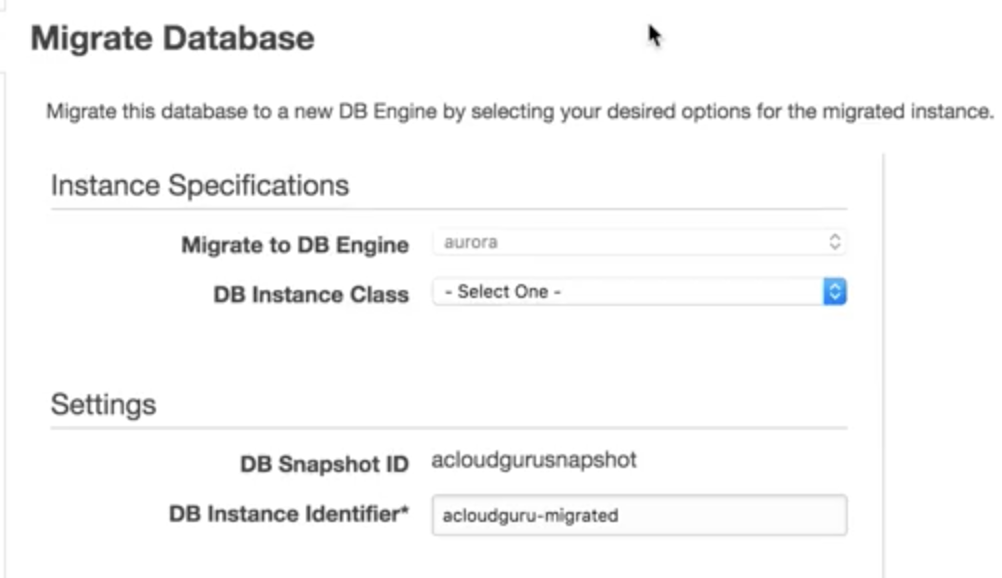 Migrate Database
Migrate this database to a new DB Engine by selecting your desired options for the migrated instance.
Instance Specifications
Migrate to DB Engine aurora
DB Instance Class - Select One -
Settings
DB Snapshot ID acloudgurusnapshot
DB Instance Identifier* acloudguru-migrated